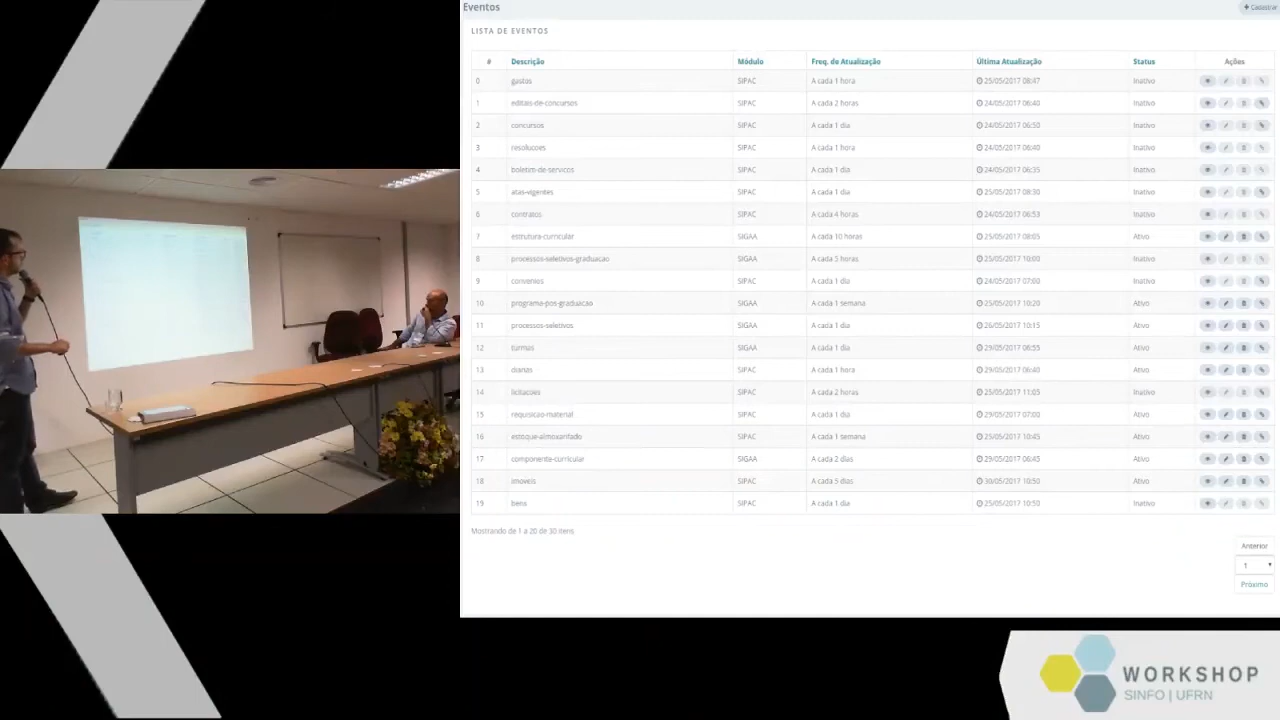 Eventos
+ Cadastrar
LISTA DE EVENTOS
# Descrição Módulo Freq. de Atualização Última Atualização Status Ações
0 gastos SIPAC A cada 1 hora 25/05/2017 08:47 Inativo
1 editais-de-concursos SIPAC A cada 2 horas 24/05/2017 06:40 Inativo
2 concursos SIPAC A cada 1 dia 24/05/2017 06:50 Inativo
3 resolucoes SIPAC A cada 1 hora 24/05/2017 06:40 Inativo
4 boletim-de-servicos SIPAC A cada 1 dia 24/05/2017 06:35 Inativo
5 atas-vigentes SIPAC A cada 1 dia 25/05/2017 08:30 Inativo
6 contratos SIPAC A cada 4 horas 24/05/2017 06:53 Inativo
7 estrutura-curricular SIGAA A cada 10 horas 25/05/2017 08:05 Ativo
8 processos-seletivos-graduacao SIGAA A cada 5 horas 25/05/2017 10:00 Inativo
9 convenios SIPAC A cada 1 dia 24/05/2017 07:00 Inativo
10 programa-pos-graduacao SIGAA A cada 1 semana 25/05/2017 10:20 Ativo
11 processos-seletivos SIGAA A cada 1 dia 26/05/2017 10:15 Ativo
12 turmas SIGAA A cada 1 dia 29/05/2017 06:55 Ativo
13 diarias SIPAC A cada 1 hora 29/05/2017 06:40 Ativo
14 licitacoes SIPAC A cada 2 horas 25/05/2017 11:05 Inativo
15 requisicao-material SIPAC A cada 1 dia 29/05/2017 07:00 Ativo
16 estoque-almoxarifado SIPAC A cada 1 semana 25/05/2017 10:45 Ativo
17 componente-curricular SIGAA A cada 2 dias 29/05/2017 06:45 Ativo
18 imoveis SIPAC A cada 5 dias 30/05/2017 10:50 Ativo
19 bens SIPAC A cada 1 dia 25/05/2017 10:50 Inativo
Mostrando de 1 a 20 de 30 itens
Anterior
1
Próximo
WORKSHOP
SINFO | UFRN